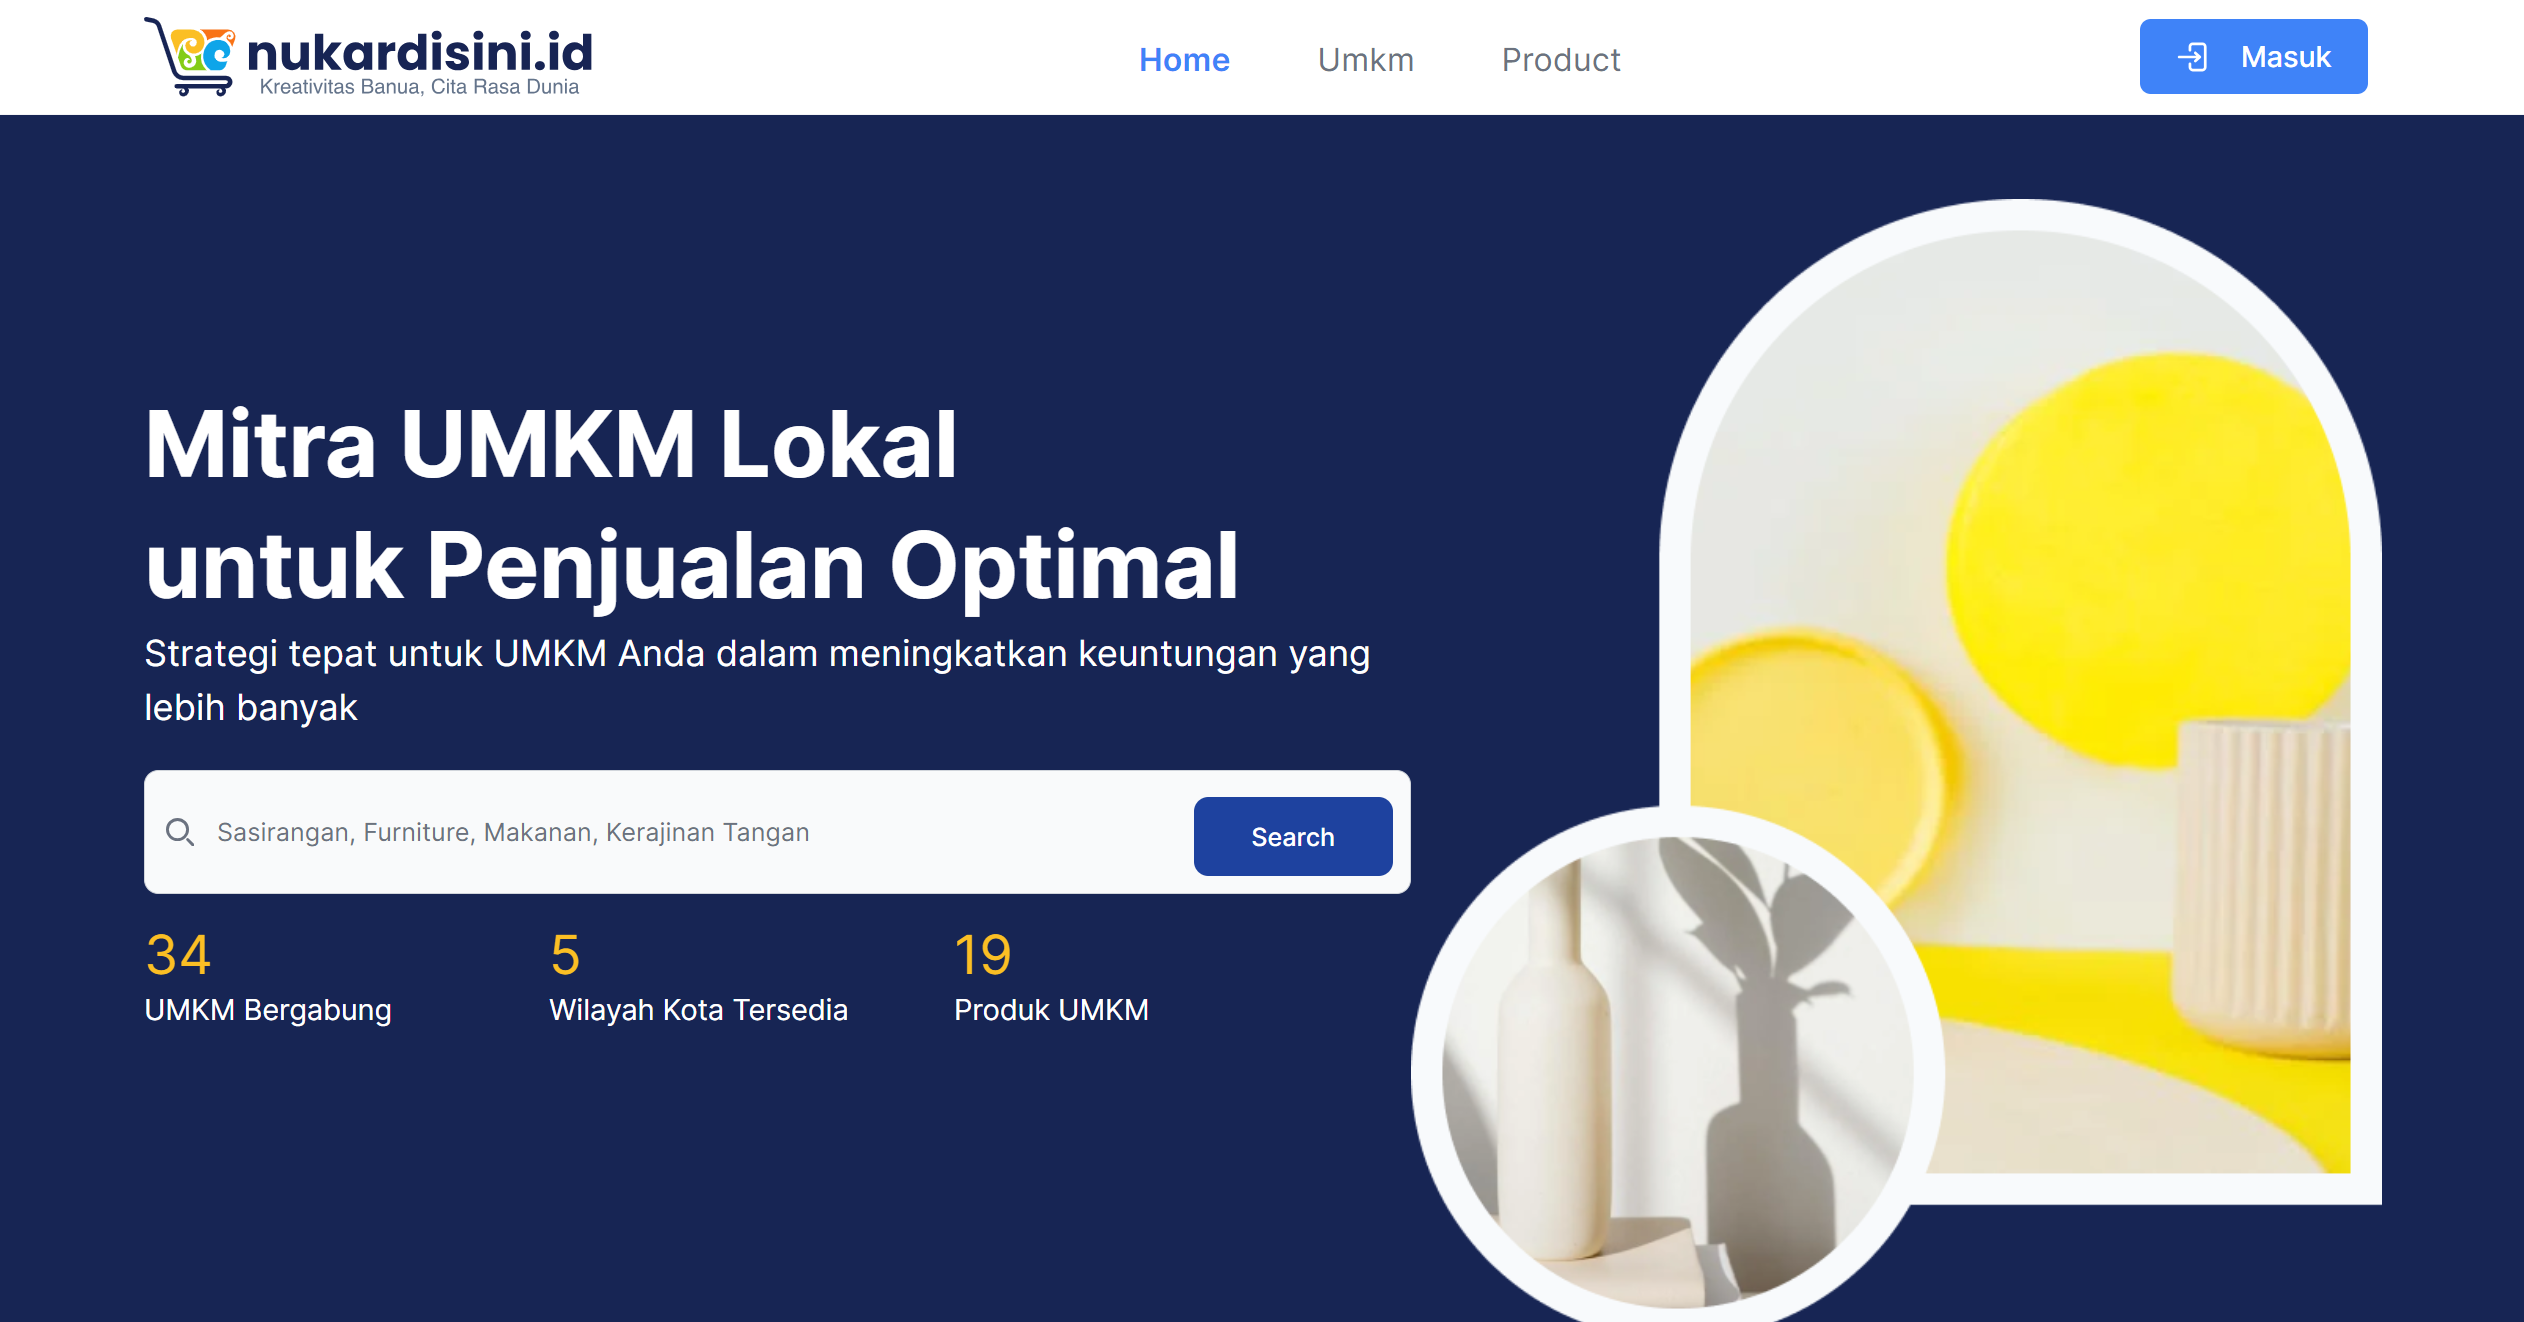 nukardisini.id
Kreativitas Banua, Cita Rasa Dunia
Home
Umkm
Product
Masuk
Mitra UMKM Lokal
untuk Penjualan Optimal
Strategi tepat untuk UMKM Anda dalam meningkatkan keuntungan yang
lebih banyak
Sasirangan, Furniture, Makanan, Kerajinan Tangan
Search
34
UMKM Bergabung
5
Wilayah Kota Tersedia
19
Produk UMKM